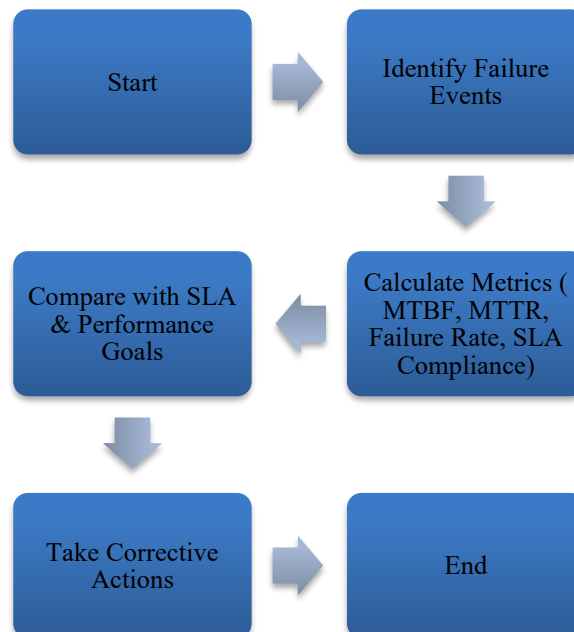 Start
Identify Failure
Events
Calculate Metrics (
MTBF, MTTR,
Failure Rate, SLA
Compliance)
Compare with SLA
& Performance
Goals
Take Corrective
Actions
End